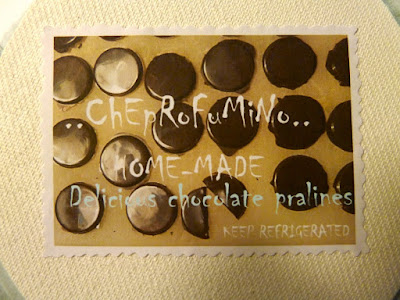 .. ChEpRoFuMiNo..
HOME-MADE
Delicious chocolate pralines
KEEP REFRIGERATED